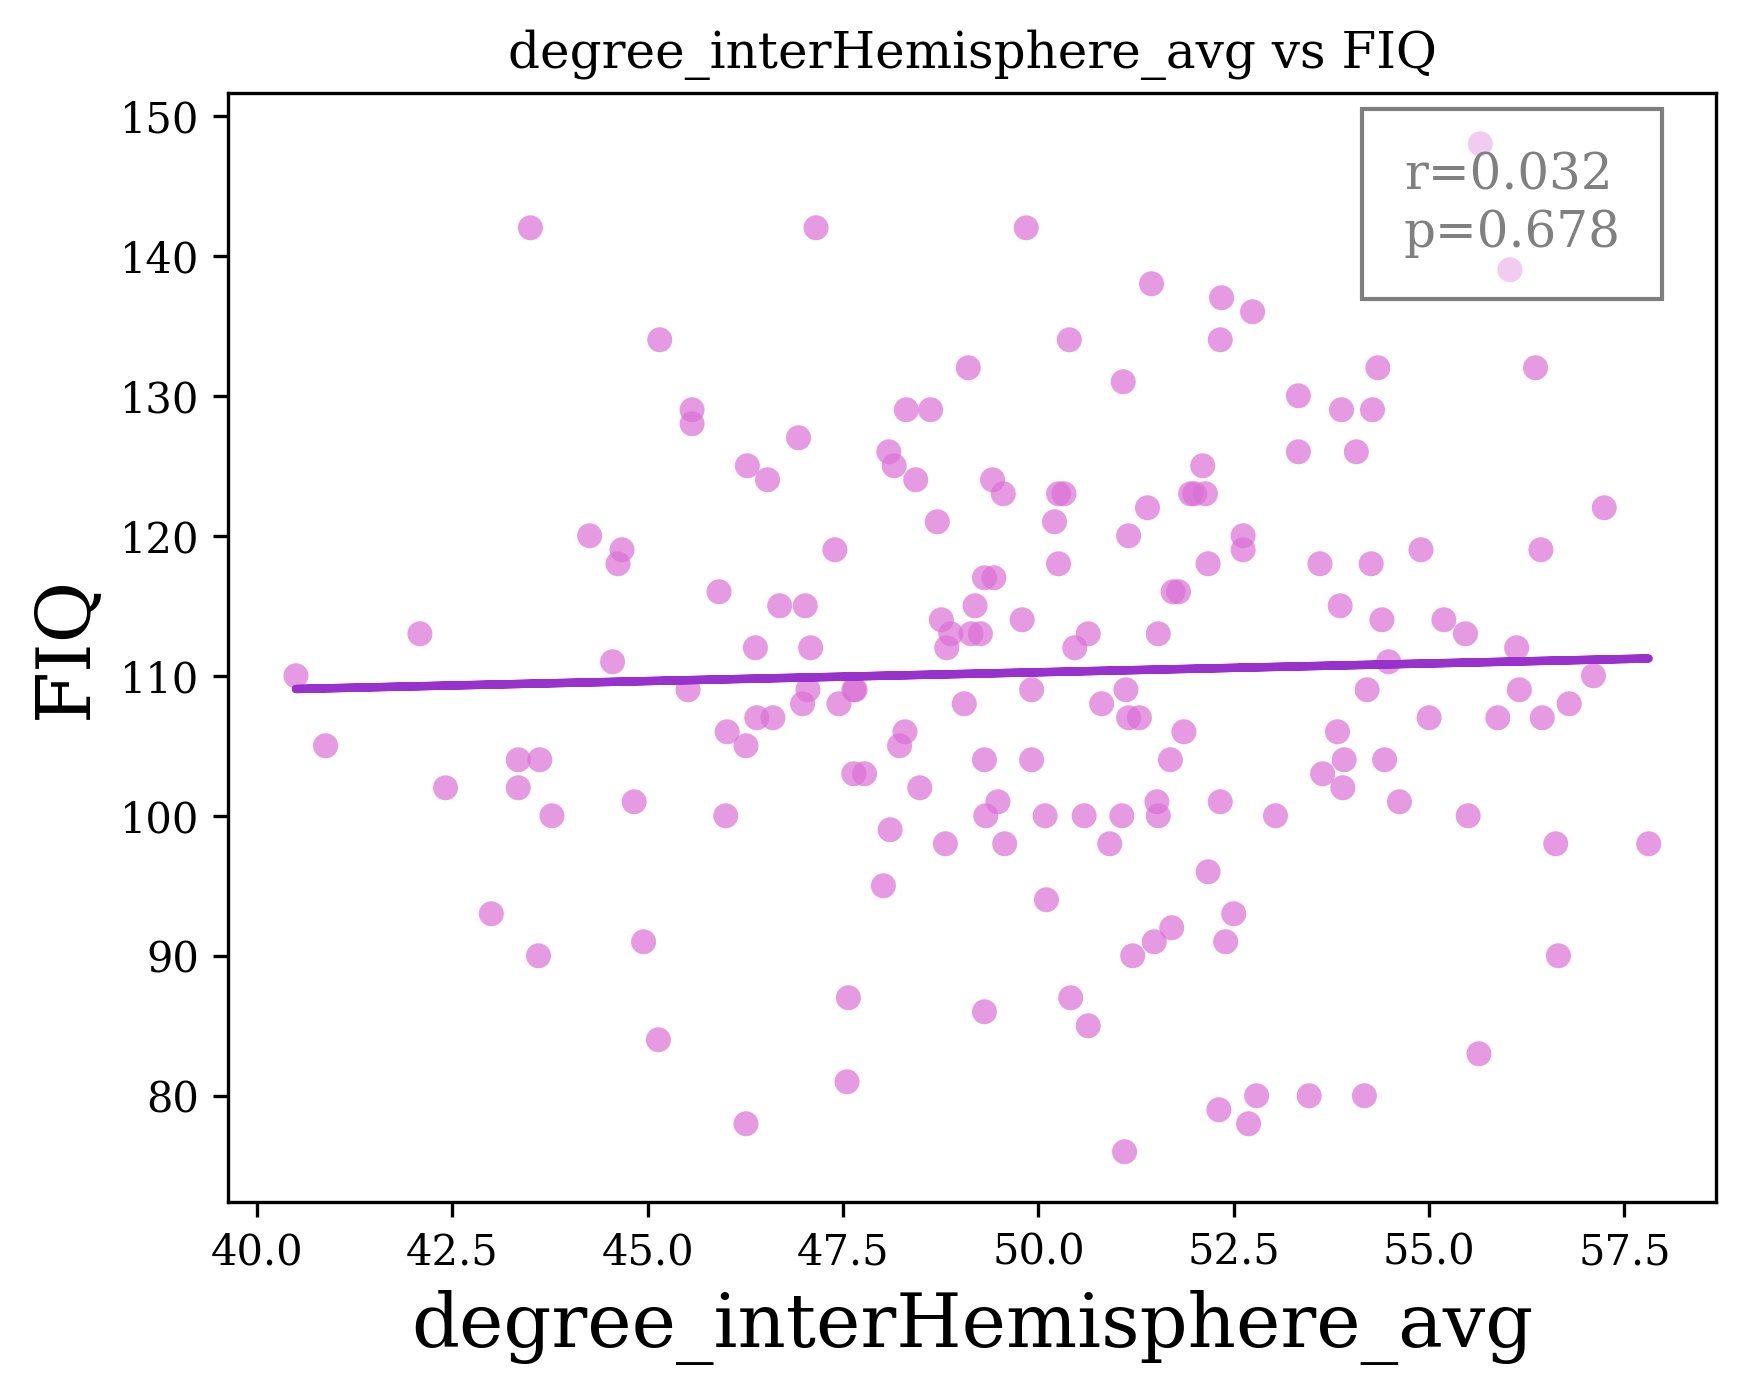 degree_interHemisphere_avg vs FIQ
r=0.032
p=0.678
150
140
130
120
110
100
90
80
FIQ
40.0 42.5 45.0 47.5 50.0 52.5 55.0 57.5
degree_interHemisphere_avg